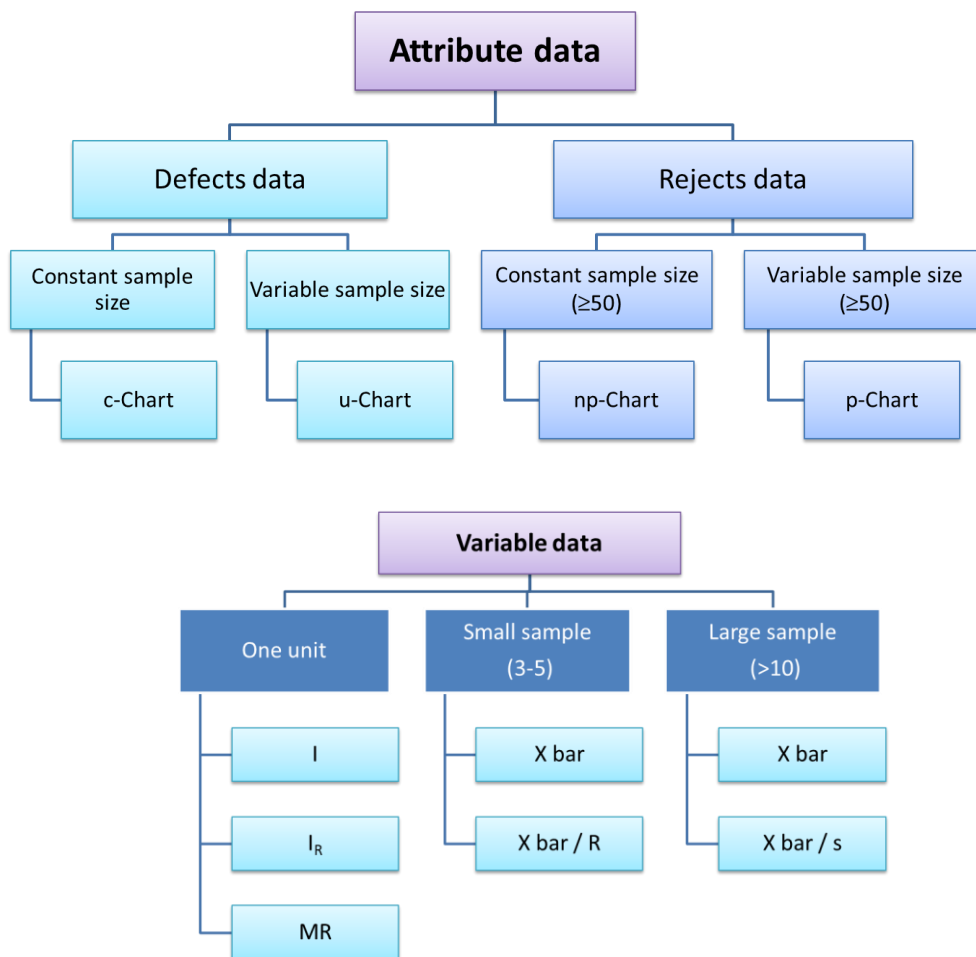 Attribute data
Defects data
Rejects data
Constant sample
size
Variable sample size
Constant sample size
(≥50)
Variable sample size
(≥50)
c-Chart
u-Chart
np-Chart
p-Chart
Variable data
One unit
Small sample
(3-5)
Large sample
(>10)
I
X bar
X bar
I_R
X bar / R
X bar / s
MR